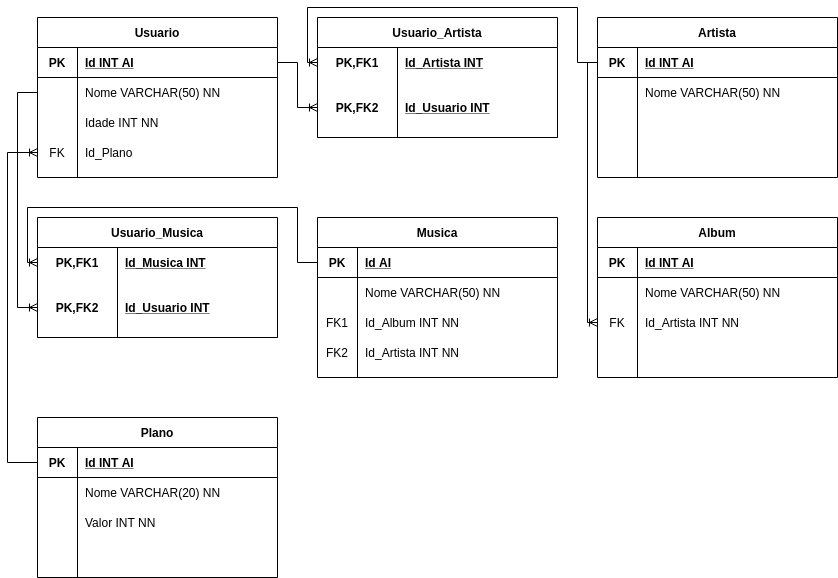 Usuario
PK Id INT AI
Nome VARCHAR(50) NN
Idade INT NN
FK Id_Plano
Usuario_Artista
PK,FK1 Id_Artista INT
PK,FK2 Id_Usuario INT
Artista
PK Id INT AI
Nome VARCHAR(50) NN
Usuario_Musica
PK,FK1 Id_Musica INT
PK,FK2 Id_Usuario INT
Musica
PK Id AI
Nome VARCHAR(50) NN
FK1 Id_Album INT NN
FK2 Id_Artista INT NN
Album
PK Id INT AI
Nome VARCHAR(50) NN
FK Id_Artista INT NN
Plano
PK Id INT AI
Nome VARCHAR(20) NN
Valor INT NN